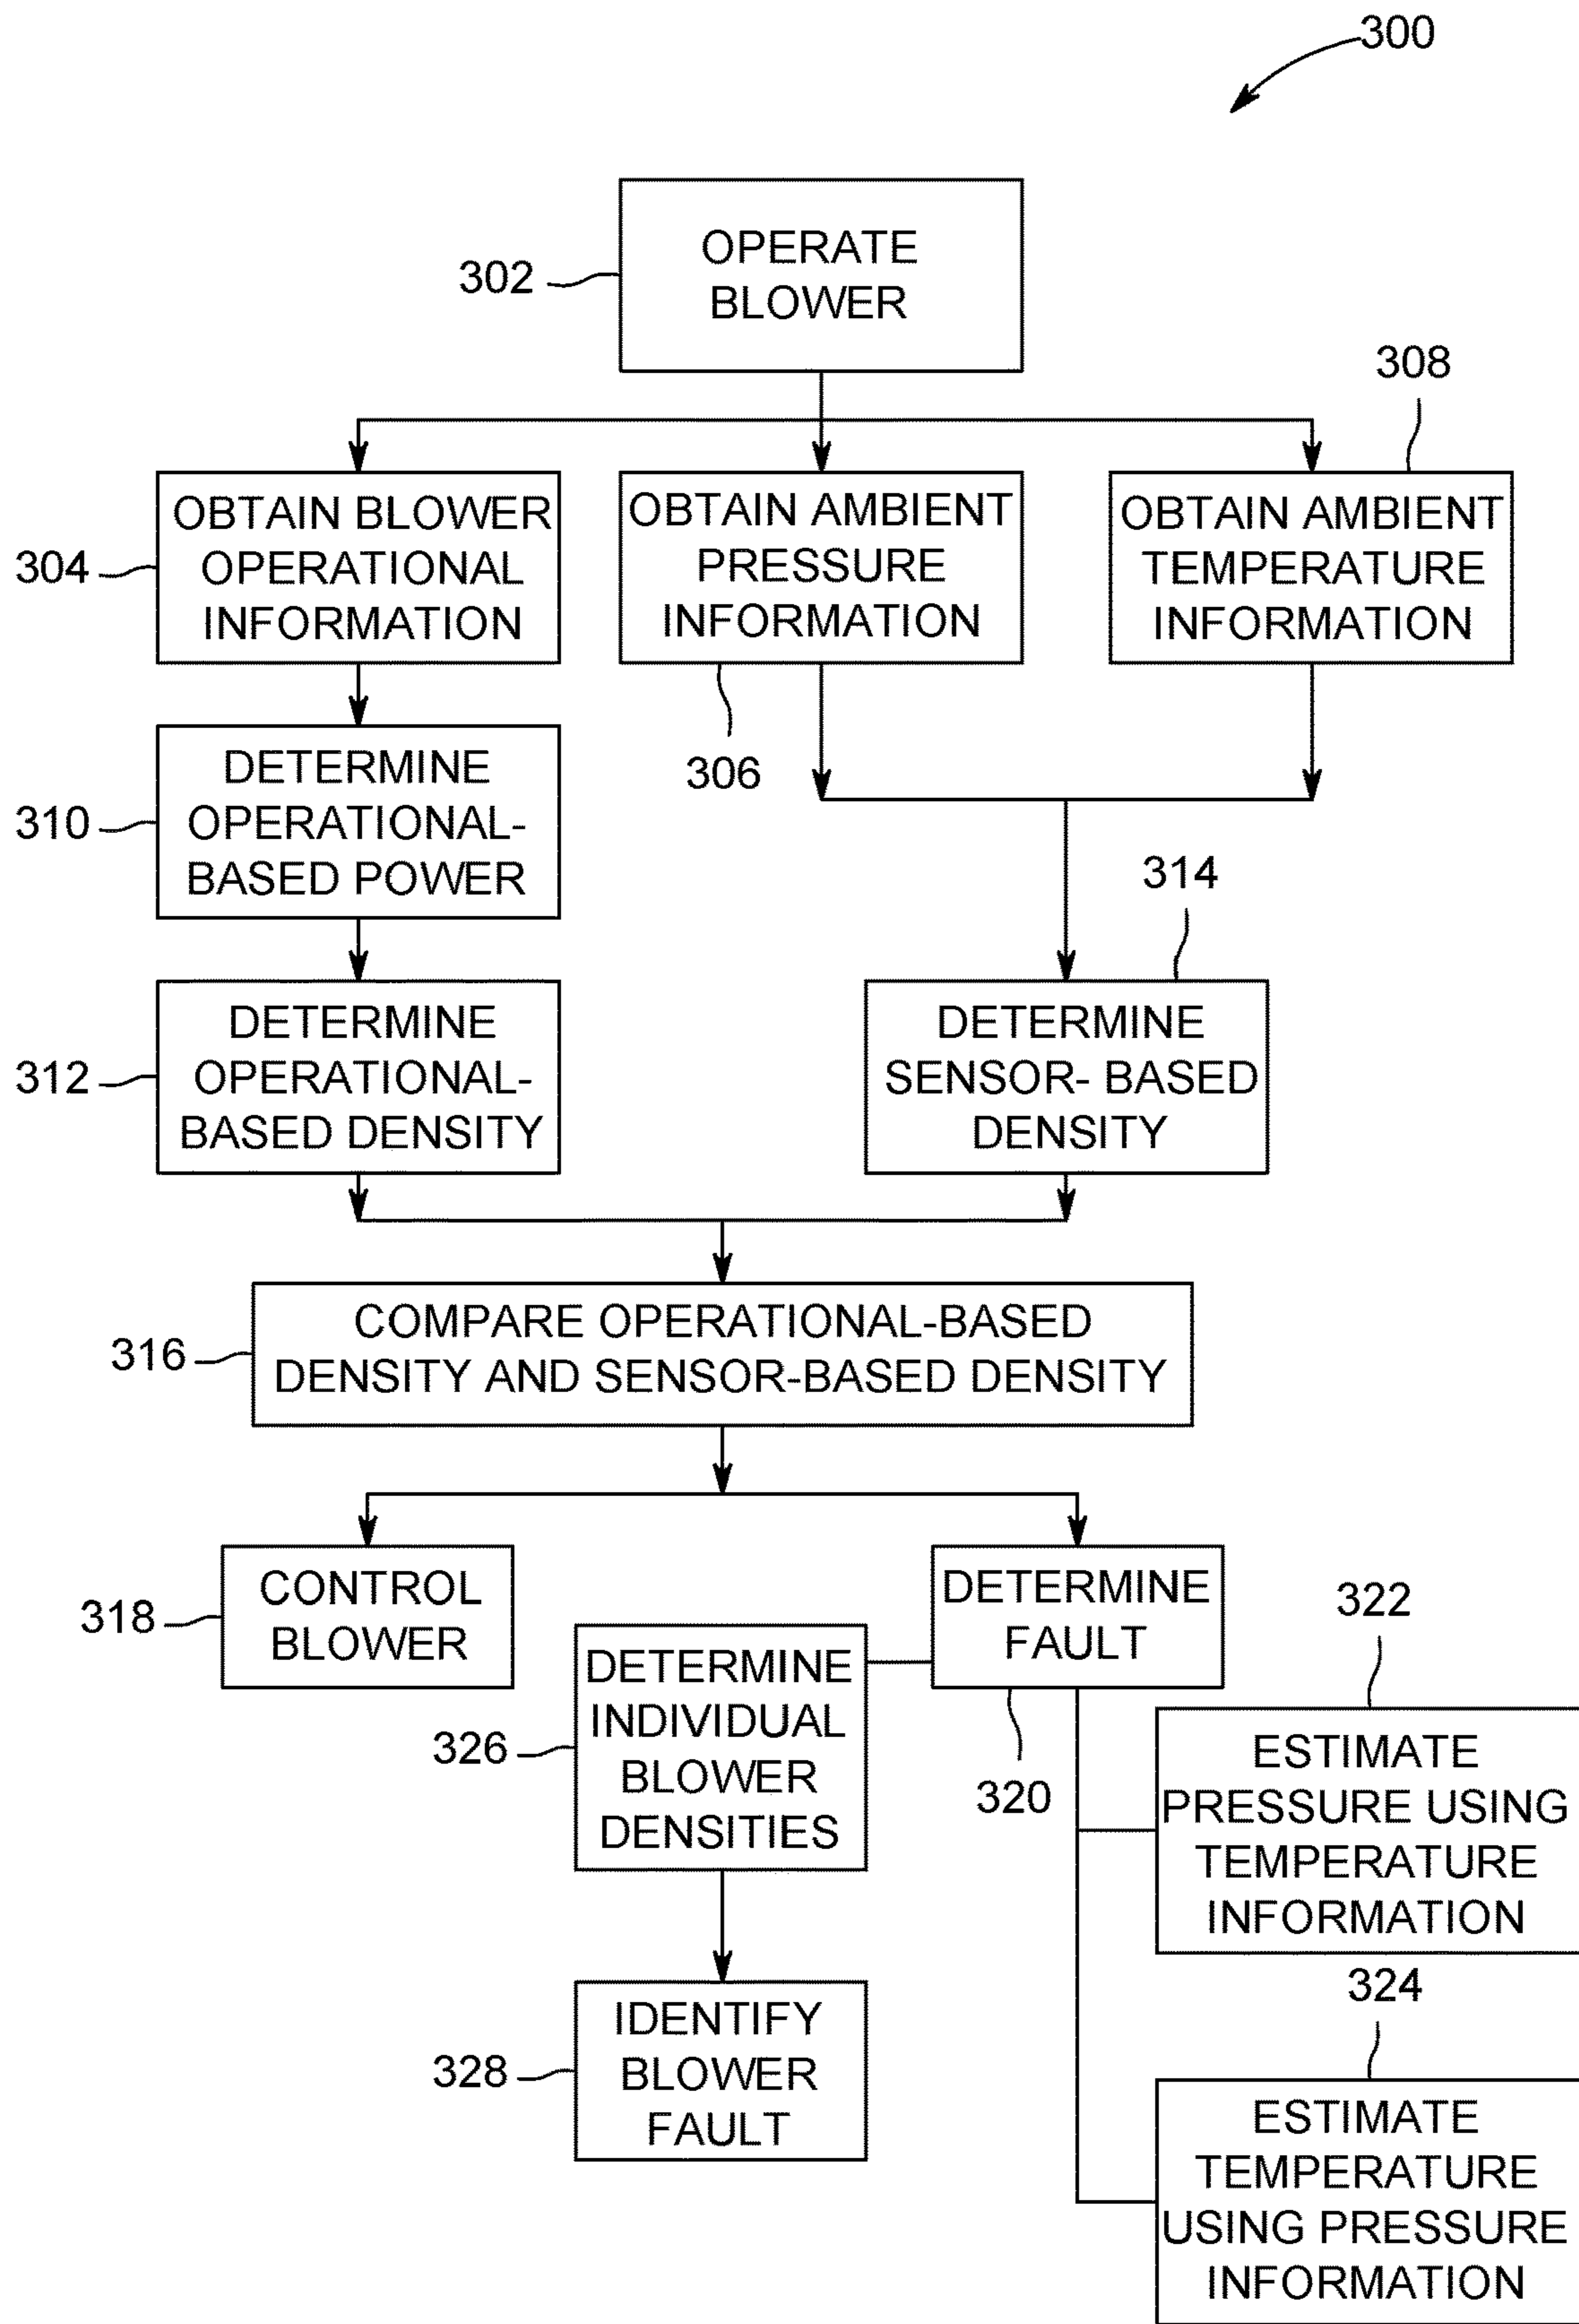 300
OPERATE
BLOWER
302
308
OBTAIN BLOWER
OPERATIONAL
INFORMATION
304
OBTAIN AMBIENT
PRESSURE
INFORMATION
306
OBTAIN AMBIENT
TEMPERATURE
INFORMATION
DETERMINE
OPERATIONAL-
BASED POWER
310
314
DETERMINE
OPERATIONAL-
BASED DENSITY
312
DETERMINE
SENSOR- BASED
DENSITY
COMPARE OPERATIONAL-BASED
DENSITY AND SENSOR-BASED DENSITY
316
CONTROL
BLOWER
318
DETERMINE
FAULT
320
322
DETERMINE
INDIVIDUAL
BLOWER
DENSITIES
326
ESTIMATE
PRESSURE USING
TEMPERATURE
INFORMATION
324
IDENTIFY
BLOWER
FAULT
328
ESTIMATE
TEMPERATURE
USING PRESSURE
INFORMATION